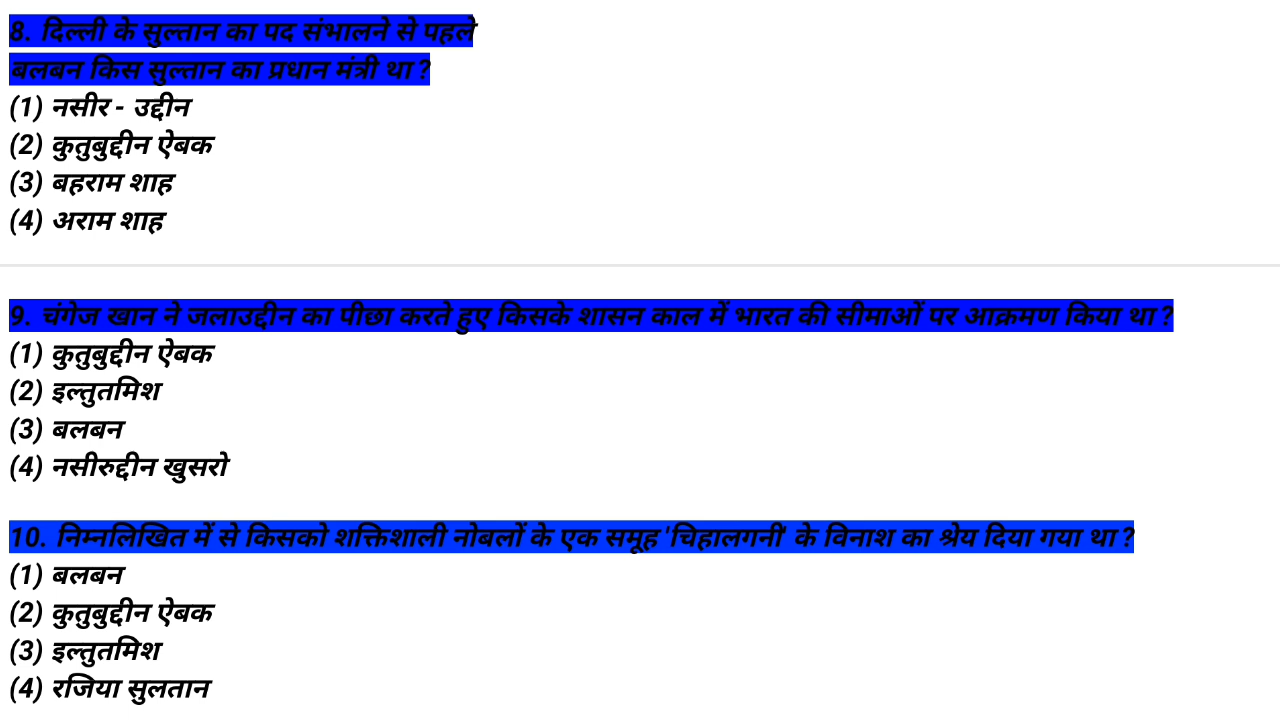 8. दिल्ली के सुल्तान का पद संभालने से पहले
बलबन किस सुल्तान का प्रधान मंत्री था ?
(1) नसीर - उद्दीन
(2) कुतुबुद्दीन ऐबक
(3) बहराम शाह
(4) अराम शाह
9. चंगेज खान ने जलाउद्दीन का पीछा करते हुए किसके शासन काल में भारत की सीमाओं पर आक्रमण किया था ?
(1) कुतुबुद्दीन ऐबक
(2) इल्तुतमिश
(3) बलबन
(4) नसीरुद्दीन खुसरो
10. निम्नलिखित में से किसको शक्तिशाली नोबलों के एक समूह 'चिहालगनी' के विनाश का श्रेय दिया गया था ?
(1) बलबन
(2) कुतुबुद्दीन ऐबक
(3) इल्तुतमिश
(4) रजिया सुलतान